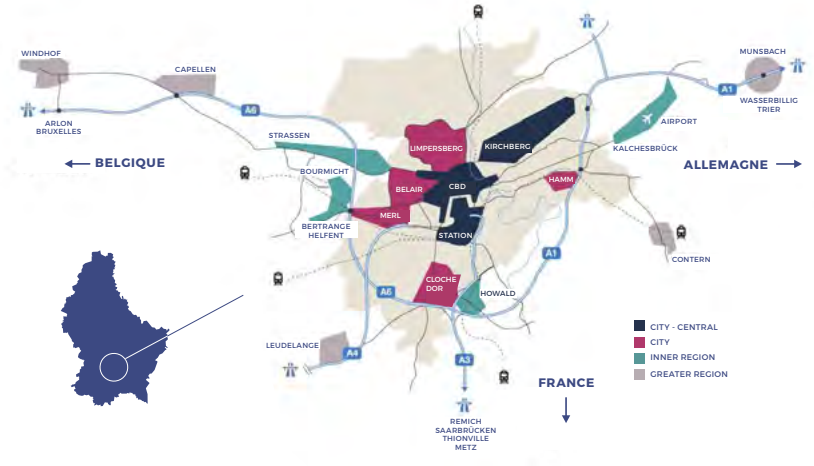 WINDHOF
CAPELLEN
A6
ARLON
BRUXELLES
BELGIQUE
STRASSEN
BOURMICHT
BERTRANGE
HELFENT
LIMPERSBERG
KIRCHBERG
BELAIR
CBD
MERL
STATION
HAMM
MUNSBACH
A1
WASSERBILLIG
TRIER
AIRPORT
KALCHESBRÜCK
ALLEMAGNE
CONTERN
A1
CLOCHE
DOR
HOWALD
A6
LEUDELANGE
A4
A3
REMICH
SAARBRÜCKEN
THIONVILLE
METZ
FRANCE
CITY - CENTRAL
CITY
INNER REGION
GREATER REGION